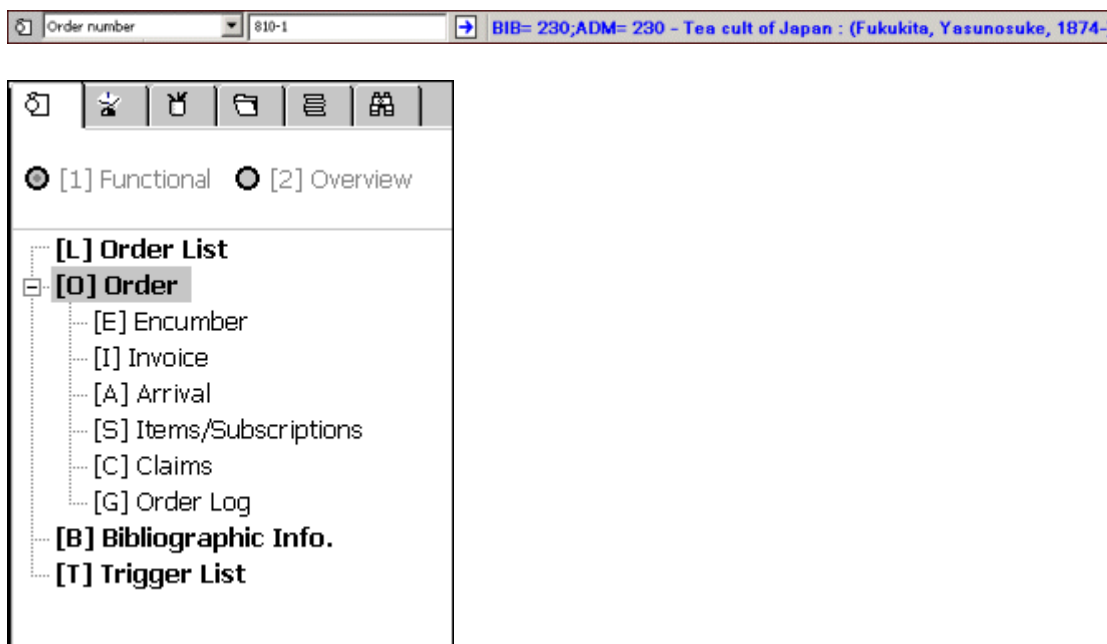 Order number 810-1 BIB= 230;ADM= 230 - Tea cult of Japan : (Fukukita, Yasunosuke, 1874-
[1] Functional [2] Overview
[L] Order List
[O] Order
[E] Encumber
[I] Invoice
[A] Arrival
[S] Items/Subscriptions
[C] Claims
[G] Order Log
[B] Bibliographic Info.
[T] Trigger List